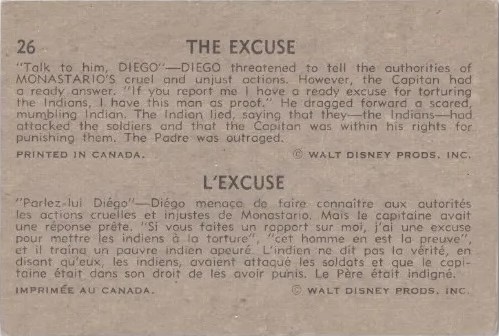 26 THE EXCUSE
"Talk to him, DIEGO"—DIEGO threatened to tell the authorities of
MONASTARIO'S cruel and unjust actions. However, the Capitan had
a ready answer. "If you report me I have a ready excuse for torturing
the Indians, I have this man as proof." He dragged forward a scared,
mumbling Indian. The Indian lied, saying that they—the Indians—had
attacked the soldiers and that the Capitan was within his rights for
punishing them. The Padre was outraged.
PRINTED IN CANADA. © WALT DISNEY PRODS. INC.
L'EXCUSE
"Parlez-lui Diégo"—Diégo menaça de faire connaître aux autorités
les actions cruelles et injustes de Monastario. Mais le capitaine avait
une réponse prête. "Si vous faites un rapport sur moi, j'ai une excuse
pour mettre les indiens à la torture", "cet homme en est la preuve",
et il traina un pauvre indien apeuré. L'indien ne dit pas la vérité, en
disant qu'eux, les indiens, avaient attaqué les soldats et que le capi-
taine était dans son droit de les avoir punis. Le Père était indigné.
IMPRIMÉE AU CANADA. © WALT DISNEY PRODS. INC.